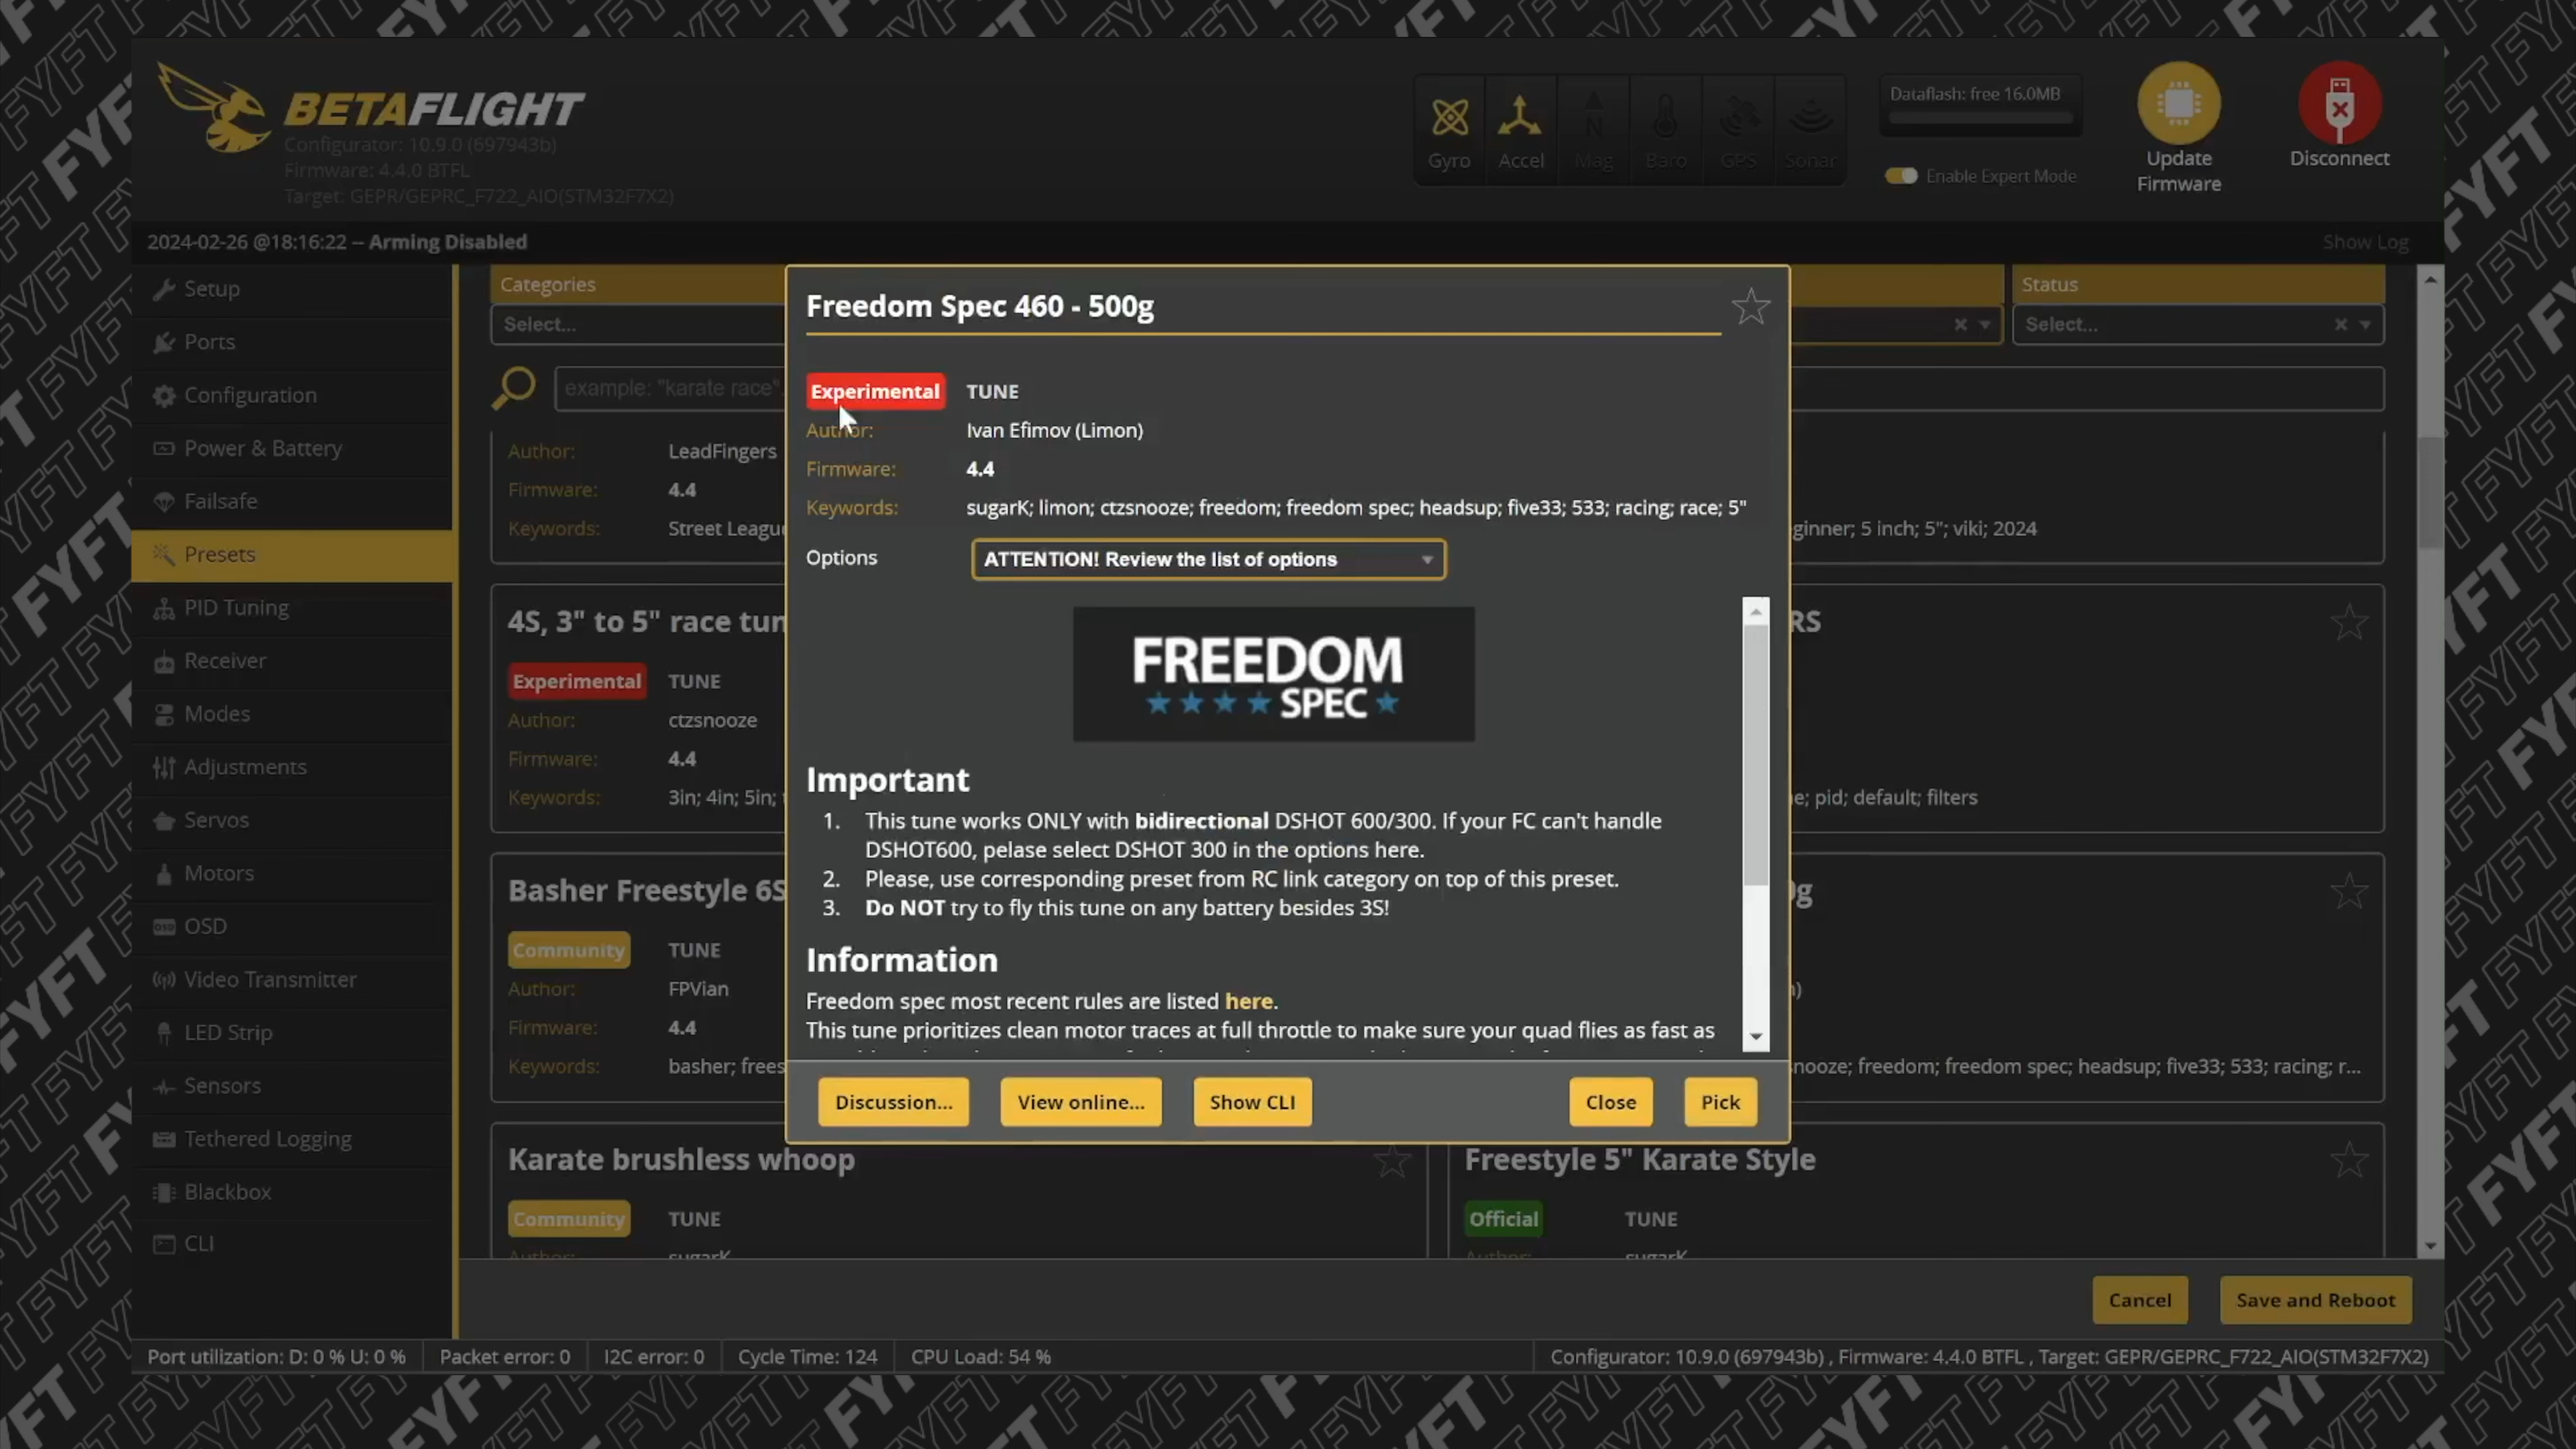 BETAFLIGHT
Configurator: 10.9.0 (697943b)
Firmware: 4.4.0 BTFL
Target: GEPR/GEPRC_F722_AIO(STM32F7X2)
Gyro
Accel
Mag
Baro
GPS
Sonar
Dataflash: free 16.0MB
Enable Expert Mode
Update
Firmware
Disconnect
2024-02-26 @18:16:22 -- Arming Disabled
Show Log
Setup
Ports
Configuration
Power & Battery
Failsafe
Presets
PID Tuning
Receiver
Modes
Adjustments
Servos
Motors
OSD
Video Transmitter
LED Strip
Sensors
Tethered Logging
Blackbox
CLI
Categories
Select...
Status
Select...
example: "karate race"
Author: LeadFingers
Firmware: 4.4
Keywords: Street
ginner; 5 inch; 5"; viki; 2024
4S, 3" to 5" race tun
RS
Experimental TUNE
Author: ctzsnooze
Firmware: 4.4
Keywords: 3in; 4in; 5in;
e; pid; default; filters
Basher Freestyle 6S
g
Community TUNE
Author: FPVian
Firmware: 4.4
Keywords: basher; frees
nooze; freedom; freedom spec; headsup; five33; 533; racing; r...
Karate brushless whoop
Community TUNE
Author: sugarK
Freestyle 5" Karate Style
Official TUNE
Author: sugarK
Freedom Spec 460 - 500g
Experimental TUNE
Author: Ivan Efimov (Limon)
Firmware: 4.4
Keywords: sugarK; limon; ctzsnooze; freedom; freedom spec; headsup; five33; 533; racing; race; 5"
Options ATTENTION! Review the list of options
FREEDOM
SPEC
Important
1. This tune works ONLY with bidirectional DSHOT 600/300. If your FC can't handle
DSHOT600, pelase select DSHOT 300 in the options here.
2. Please, use corresponding preset from RC link category on top of this preset.
3. Do NOT try to fly this tune on any battery besides 3S!
Information
Freedom spec most recent rules are listed here.
This tune prioritizes clean motor traces at full throttle to make sure your quad flies as fast as
Discussion...
View online...
Show CLI
Close
Pick
Cancel
Save and Reboot
Port utilization: D: 0 % U: 0 %
Packet error: 0
I2C error: 0
Cycle Time: 124
CPU Load: 54 %
Configurator: 10.9.0 (697943b) , Firmware: 4.4.0 BTFL , Target: GEPR/GEPRC_F722_AIO(STM32F7X2)
FYFT